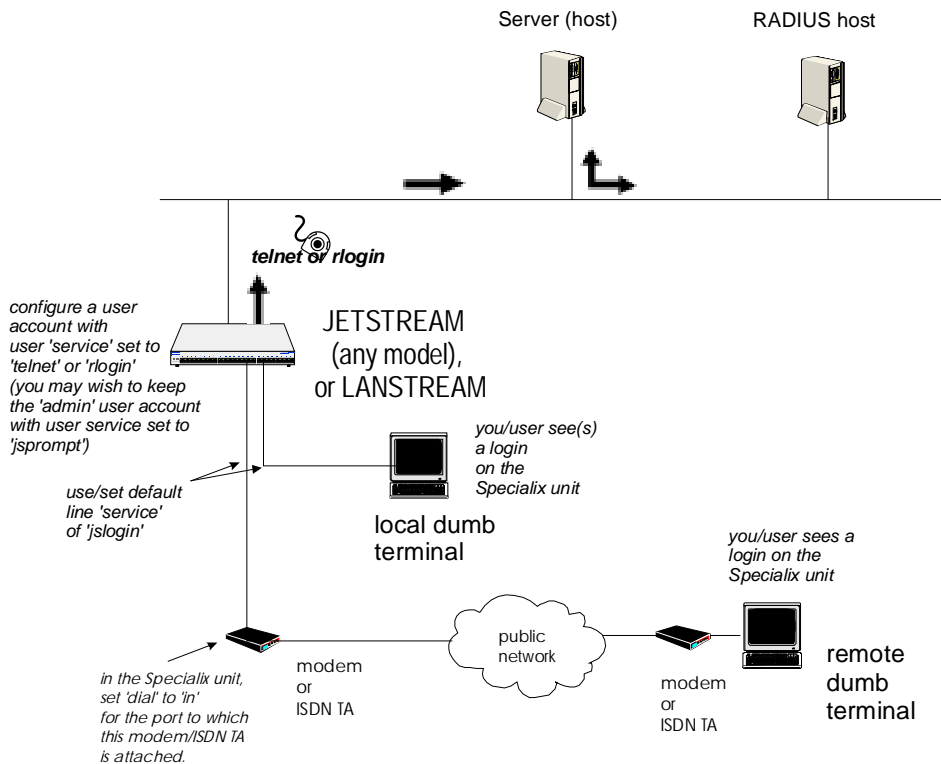 Server (host)
RADIUS host
telnet or rlogin
configure a user
account with
user 'service' set to
'telnet' or 'rlogin'
(you may wish to keep
the 'admin' user account
with user service set to
'jsprompt')
JETSTREAM
(any model),
or LANSTREAM
you/user see(s)
a login
on the
Specialix unit
use/set default
line 'service'
of 'jslogin'
local dumb
terminal
you/user sees a
login on the
Specialix unit
public
network
remote
dumb
terminal
modem
or
ISDN TA
modem
or
ISDN TA
in the Specialix unit,
set 'dial' to 'in'
for the port to which
this modem/ISDN TA
is attached.